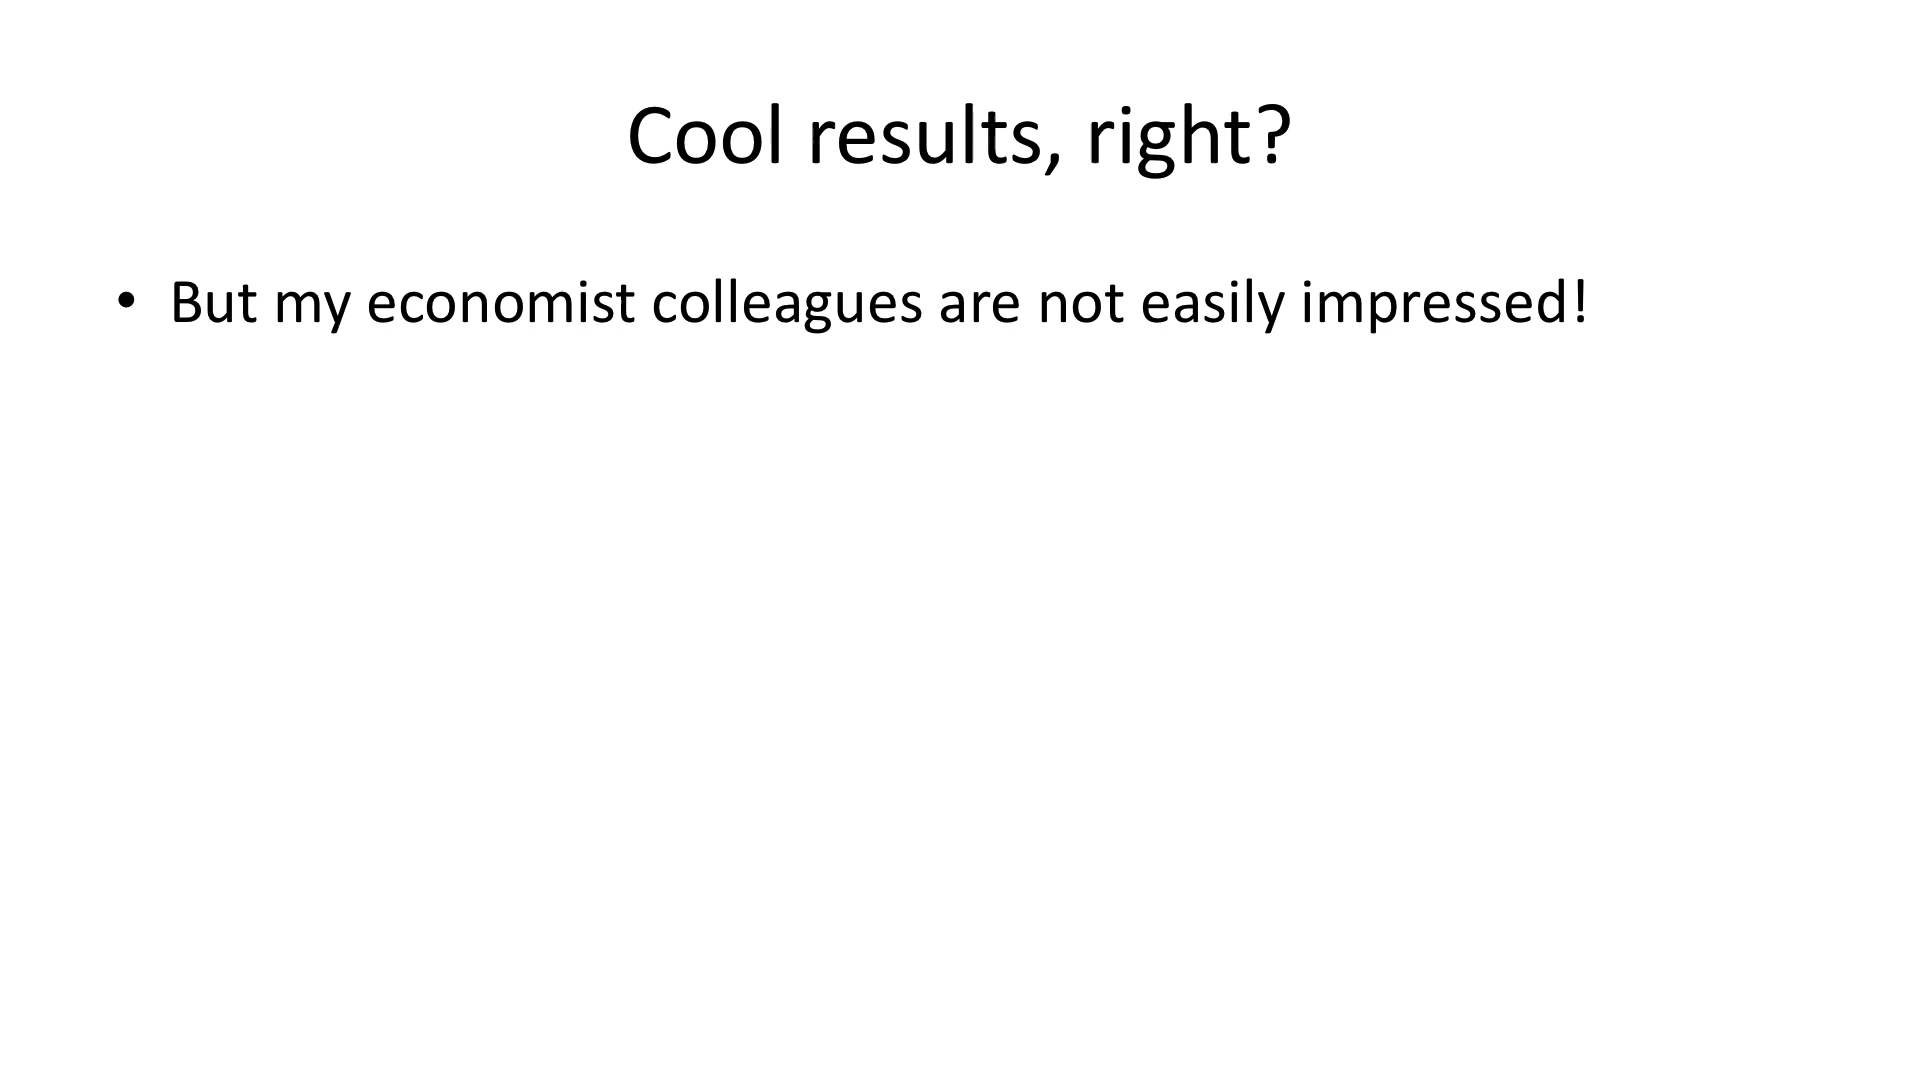 Cool results, right?
• But my economist colleagues are not easily impressed!